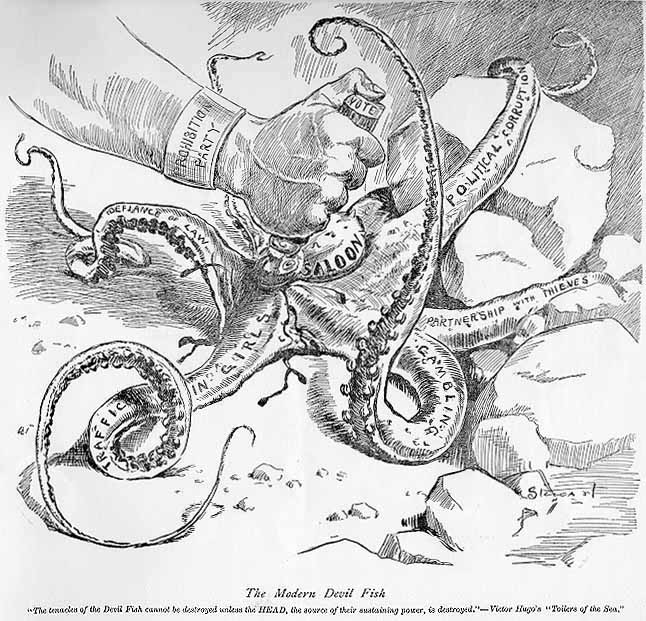 PROHIBITION
PARTY
VOTE
POLITICAL CORRUPTION
DEFIANCE OF LAW
SALOON
PARTNERSHIP WITH THIEVES
GAMBLING
TRAFFIC IN GIRLS
The Modern Devil Fish
"The tenacles of the Devil Fish cannot be destroyed unless the HEAD, the source of their sustaining power, is destroyed."—Victor Hugo's "Toilers of the Sea."